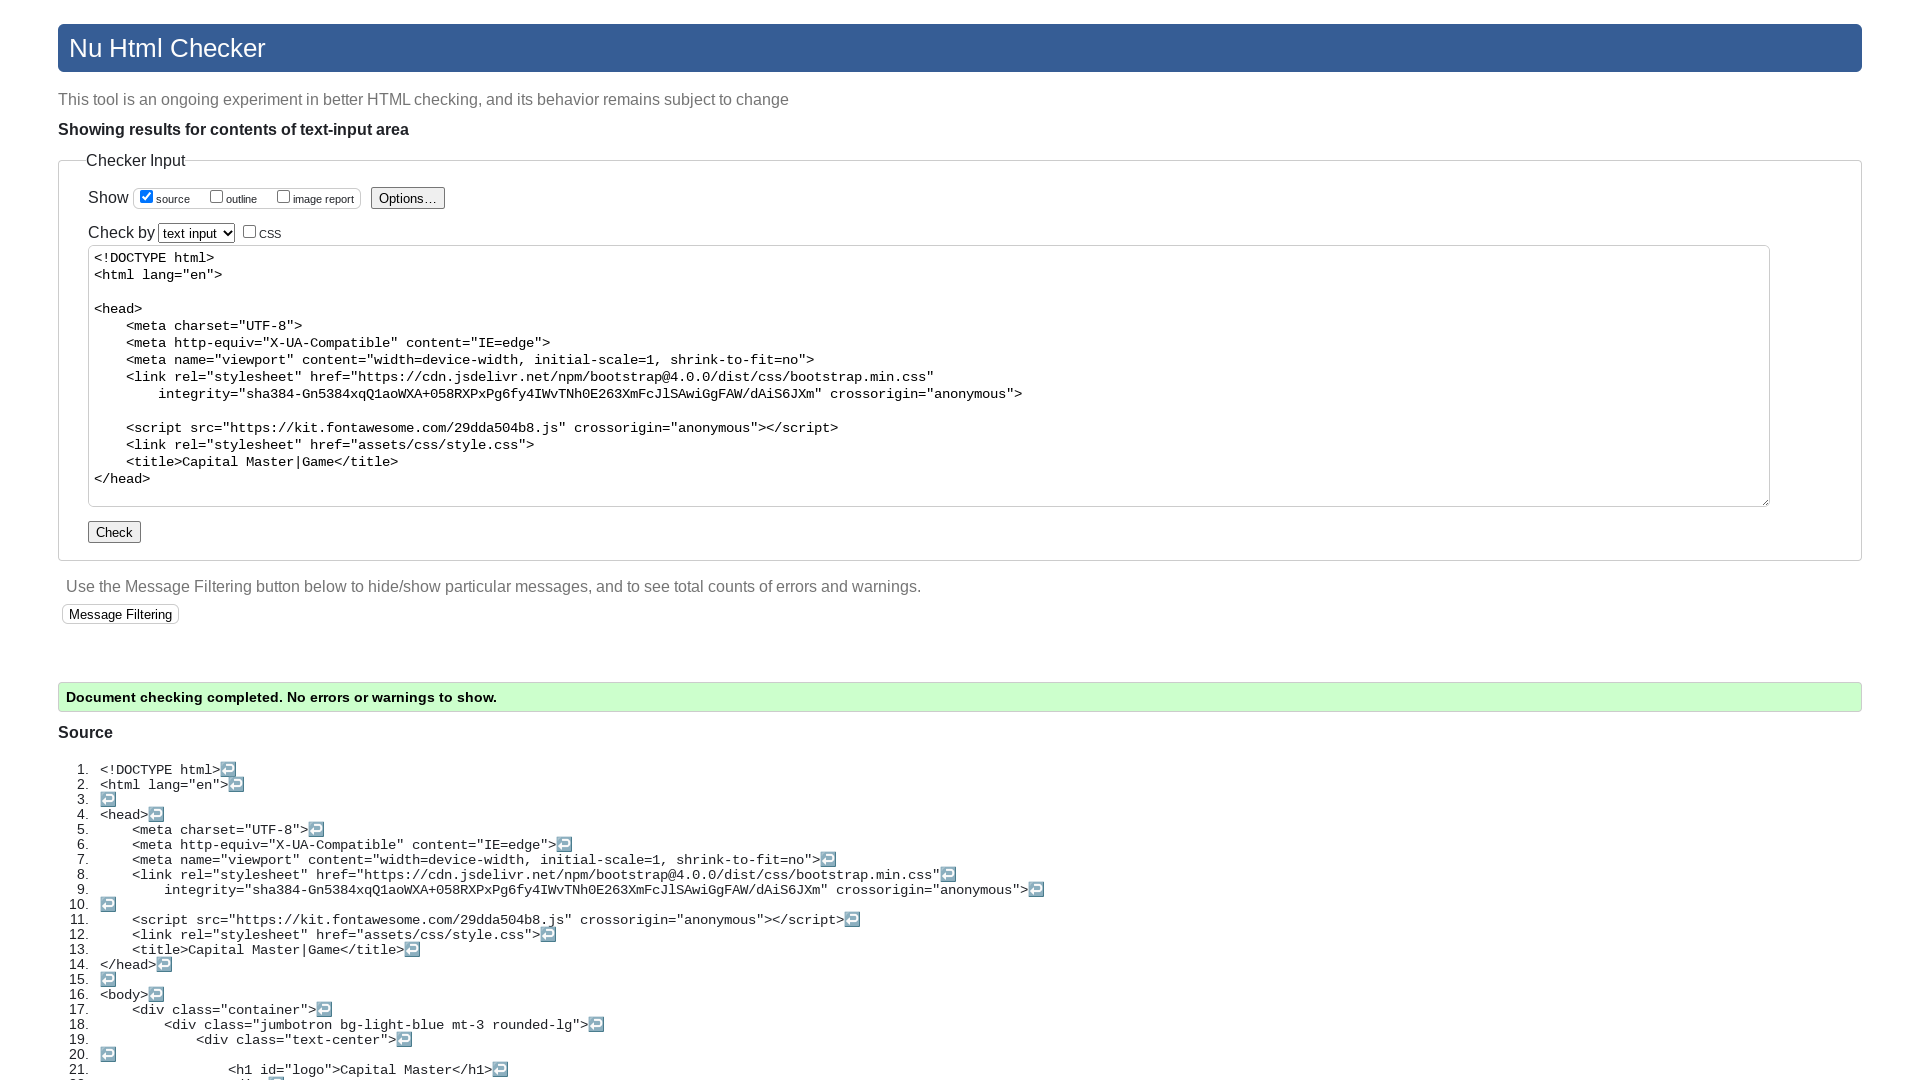 Nu Html Checker
This tool is an ongoing experiment in better HTML checking, and its behavior remains subject to change
Showing results for contents of text-input area
Checker Input
Show source outline image report Options…
Check by text input CSS
<!DOCTYPE html>
<html lang="en">
<head>
    <meta charset="UTF-8">
    <meta http-equiv="X-UA-Compatible" content="IE=edge">
    <meta name="viewport" content="width=device-width, initial-scale=1, shrink-to-fit=no">
    <link rel="stylesheet" href="https://cdn.jsdelivr.net/npm/bootstrap@4.0.0/dist/css/bootstrap.min.css"
        integrity="sha384-Gn5384xqQ1aoWXA+058RXPxPg6fy4IWvTNh0E263XmFcJlSAwiGgFAW/dAiS6JXm" crossorigin="anonymous">
    <script src="https://kit.fontawesome.com/29dda504b8.js" crossorigin="anonymous"></script>
    <link rel="stylesheet" href="assets/css/style.css">
    <title>Capital Master|Game</title>
</head>
Check
Use the Message Filtering button below to hide/show particular messages, and to see total counts of errors and warnings.
Message Filtering
Document checking completed. No errors or warnings to show.
Source
1. <!DOCTYPE html>↩
2. <html lang="en">↩
3. ↩
4. <head>↩
5.     <meta charset="UTF-8">↩
6.     <meta http-equiv="X-UA-Compatible" content="IE=edge">↩
7.     <meta name="viewport" content="width=device-width, initial-scale=1, shrink-to-fit=no">↩
8.     <link rel="stylesheet" href="https://cdn.jsdelivr.net/npm/bootstrap@4.0.0/dist/css/bootstrap.min.css"↩
9.         integrity="sha384-Gn5384xqQ1aoWXA+058RXPxPg6fy4IWvTNh0E263XmFcJlSAwiGgFAW/dAiS6JXm" crossorigin="anonymous">↩
10. ↩
11.     <script src="https://kit.fontawesome.com/29dda504b8.js" crossorigin="anonymous"></script>↩
12.     <link rel="stylesheet" href="assets/css/style.css">↩
13.     <title>Capital Master|Game</title>↩
14. </head>↩
15. ↩
16. <body>↩
17.     <div class="container">↩
18.         <div class="jumbotron bg-light-blue mt-3 rounded-lg">↩
19.             <div class="text-center">↩
20. ↩
21.                 <h1 id="logo">Capital Master</h1>↩